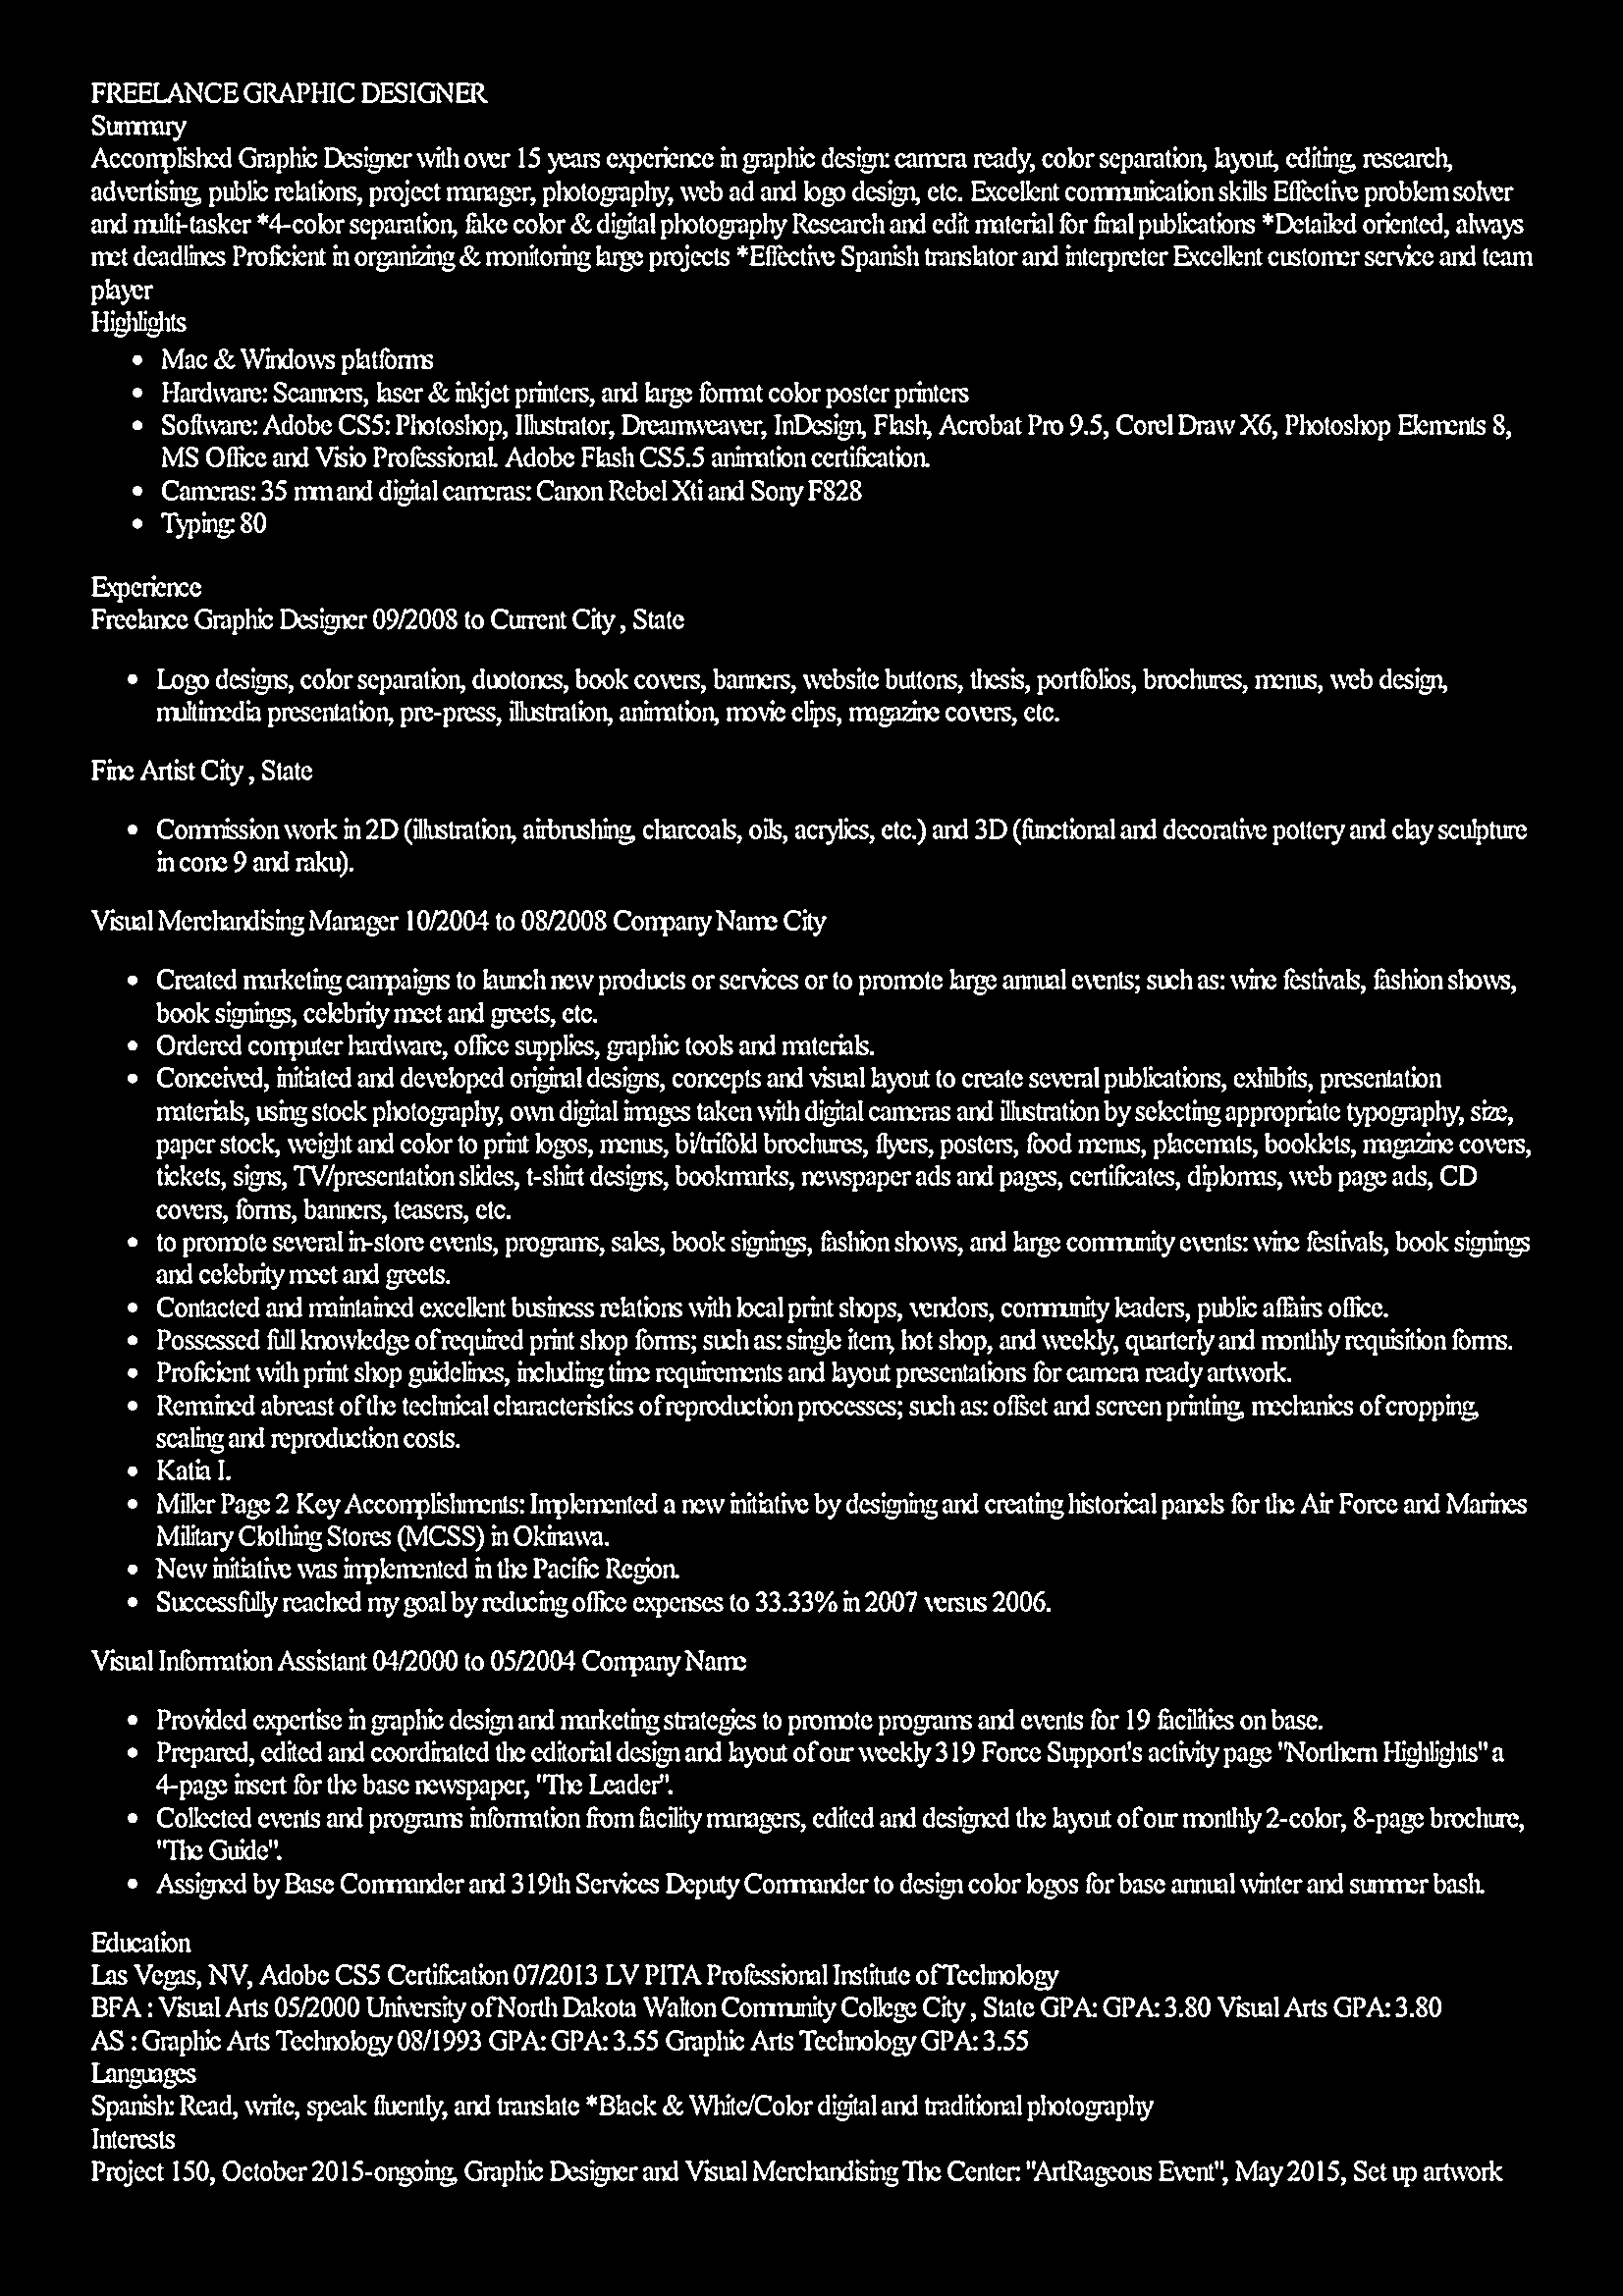 FREELANCE GRAPHIC DESIGNER
Summary
Accomplished Graphic Designer with over 15 years experience in graphic design: camera ready, color separation, layout, editing, research,
advertising, public relations, project manager, photography, web ad and logo design, etc. Excellent communication skills Effective problem solver
and multi-tasker *4-color separation, fake color & digital photography Research and edit material for final publications *Detailed oriented, always
met deadlines Proficient in organizing & monitoring large projects *Effective Spanish translator and interpreter Excellent customer service and team
player
Highlights
• Mac & Windows platforms
• Hardware: Scanners, laser & inkjet printers, and large format color poster printers
• Software: Adobe CS5: Photoshop, Illustrator, Dreamweaver, InDesign, Flash, Acrobat Pro 9.5, Corel Draw X6, Photoshop Elements 8,
MS Office and Visio Professional. Adobe Flash CS5.5 animation certification.
• Cameras: 35 mm and digital cameras: Canon Rebel Xti and Sony F828
• Typing: 80
Experience
Freelance Graphic Designer 09/2008 to Current City , State
• Logo designs, color separation, duotones, book covers, banners, website buttons, thesis, portfolios, brochures, menus, web design,
multimedia presentation, pre-press, illustration, animation, movie clips, magazine covers, etc.
Fine Artist City , State
• Commission work in 2D (illustration, airbrushing, charcoals, oils, acrylics, etc.) and 3D (functional and decorative pottery and clay sculpture
in cone 9 and raku).
Visual Merchandising Manager 10/2004 to 08/2008 Company Name City
• Created marketing campaigns to launch new products or services or to promote large annual events; such as: wine festivals, fashion shows,
book signings, celebrity meet and greets, etc.
• Ordered computer hardware, office supplies, graphic tools and materials.
• Conceived, initiated and developed original designs, concepts and visual layout to create several publications, exhibits, presentation
materials, using stock photography, own digital images taken with digital cameras and illustration by selecting appropriate typography, size,
paper stock, weight and color to print logos, menus, bi/trifold brochures, flyers, posters, food menus, placemats, booklets, magazine covers,
tickets, signs, TV/presentation slides, t-shirt designs, bookmarks, newspaper ads and pages, certificates, diplomas, web page ads, CD
covers, forms, banners, teasers, etc.
• to promote several in-store events, programs, sales, book signings, fashion shows, and large community events: wine festivals, book signings
and celebrity meet and greets.
• Contacted and maintained excellent business relations with local print shops, vendors, community leaders, public affairs office.
• Possessed full knowledge of required print shop forms; such as: single item, hot shop, and weekly, quarterly and monthly requisition forms.
• Proficient with print shop guidelines, including time requirements and layout presentations for camera ready artwork.
• Remained abreast of the technical characteristics of reproduction processes; such as: offset and screen printing, mechanics of cropping,
scaling and reproduction costs.
• Katia I.
• Miller Page 2 Key Accomplishments: Implemented a new initiative by designing and creating historical panels for the Air Force and Marines
Military Clothing Stores (MCSS) in Okinawa.
• New initiative was implemented in the Pacific Region.
• Successfully reached my goal by reducing office expenses to 33.33% in 2007 versus 2006.
Visual Information Assistant 04/2000 to 05/2004 Company Name
• Provided expertise in graphic design and marketing strategies to promote programs and events for 19 facilities on base.
• Prepared, edited and coordinated the editorial design and layout of our weekly 319 Force Support's activity page "Northern Highlights" a
4-page insert for the base newspaper, "The Leader".
• Collected events and programs information from facility managers, edited and designed the layout of our monthly 2-color, 8-page brochure,
"The Guide".
• Assigned by Base Commander and 319th Services Deputy Commander to design color logos for base annual winter and summer bash.
Education
Las Vegas, NV, Adobe CS5 Certification 07/2013 LV PITA Professional Institute of Technology
BFA : Visual Arts 05/2000 University of North Dakota Walton Community College City , State GPA: GPA: 3.80 Visual Arts GPA: 3.80
AS : Graphic Arts Technology 08/1993 GPA: GPA: 3.55 Graphic Arts Technology GPA: 3.55
Languages
Spanish: Read, write, speak fluently, and translate *Black & White/Color digital and traditional photography
Interests
Project 150, October 2015-ongoing, Graphic Designer and Visual Merchandising The Center: "ArtRageous Event", May 2015, Set up artwork